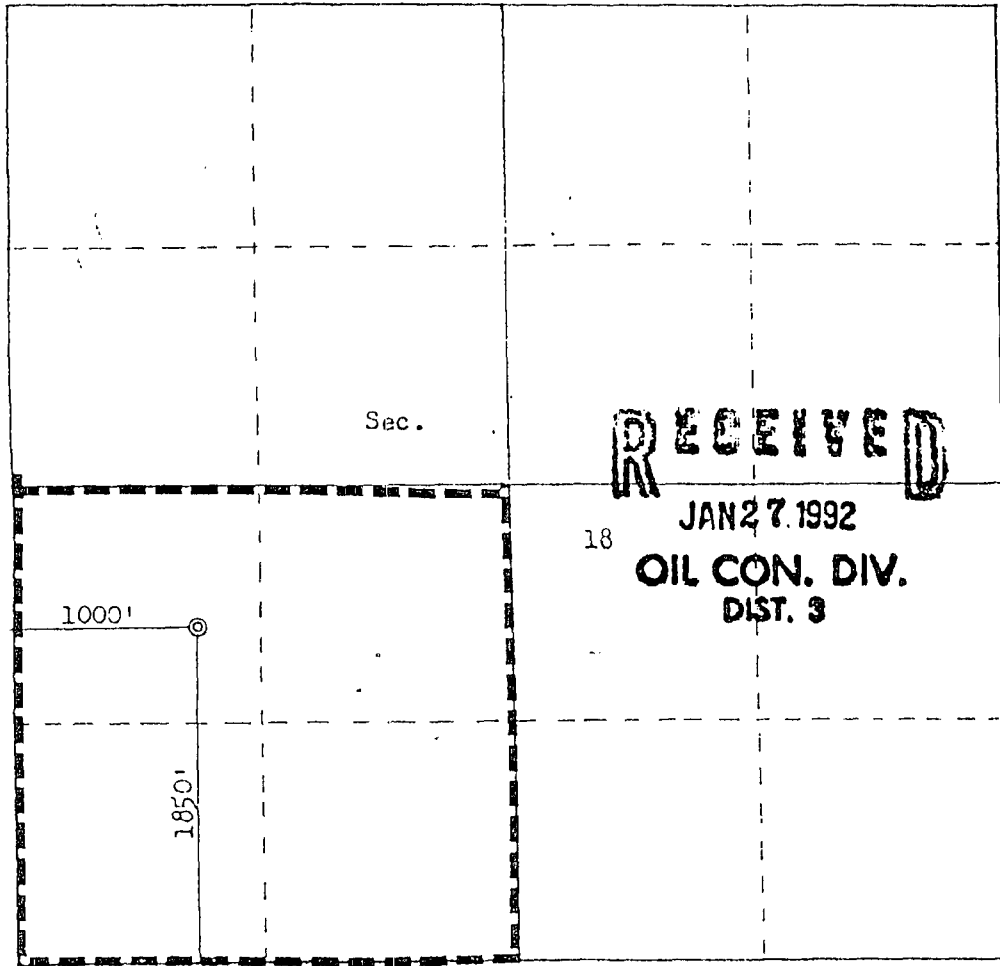 Sec.
RECEIVED
JAN 27. 1992
18
OIL CON. DIV.
DIST. 3
1000'
1850'